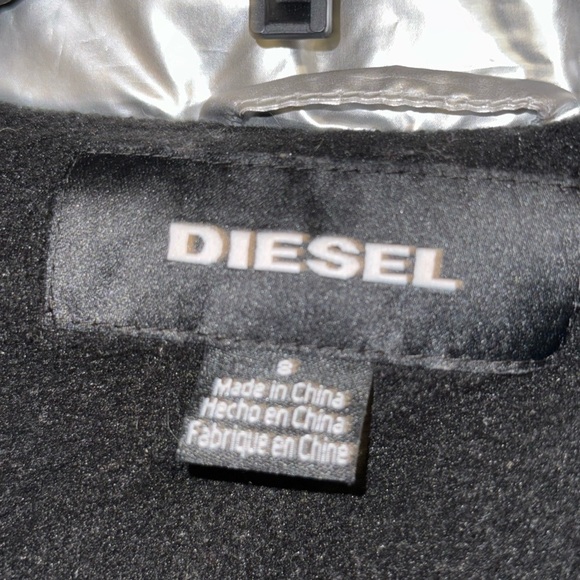 DIESEL
S
Made in China
Hecho en China
Fabrique en Chine